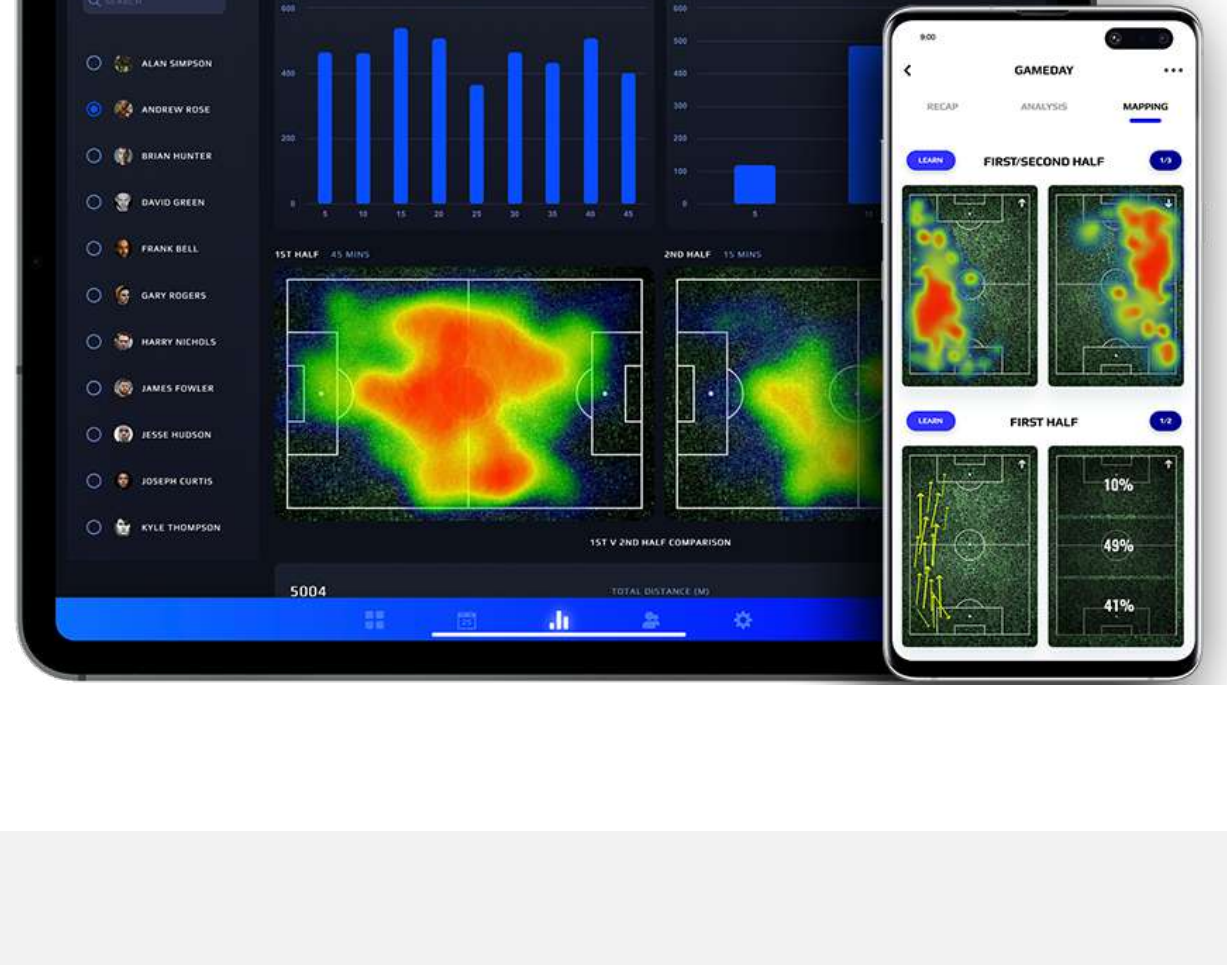 SEARCH
ALAN SIMPSON
ANDREW ROSE
BRIAN HUNTER
DAVID GREEN
FRANK BELL
GARY ROGERS
HARRY NICHOLS
JAMES FOWLER
JESSE HUDSON
JOSEPH CURTIS
KYLE THOMPSON
600
400
200
0
5 10 15 20 25 30 35 40 45
600
500
400
300
200
100
0
5 10
1ST HALF 45 MINS
2ND HALF 15 MINS
1ST V 2ND HALF COMPARISON
5004 TOTAL DISTANCE (M)
25
9:00
GAMEDAY
RECAP ANALYSIS MAPPING
LEARN FIRST/SECOND HALF 1/3
LEARN FIRST HALF 1/2
10%
49%
41%